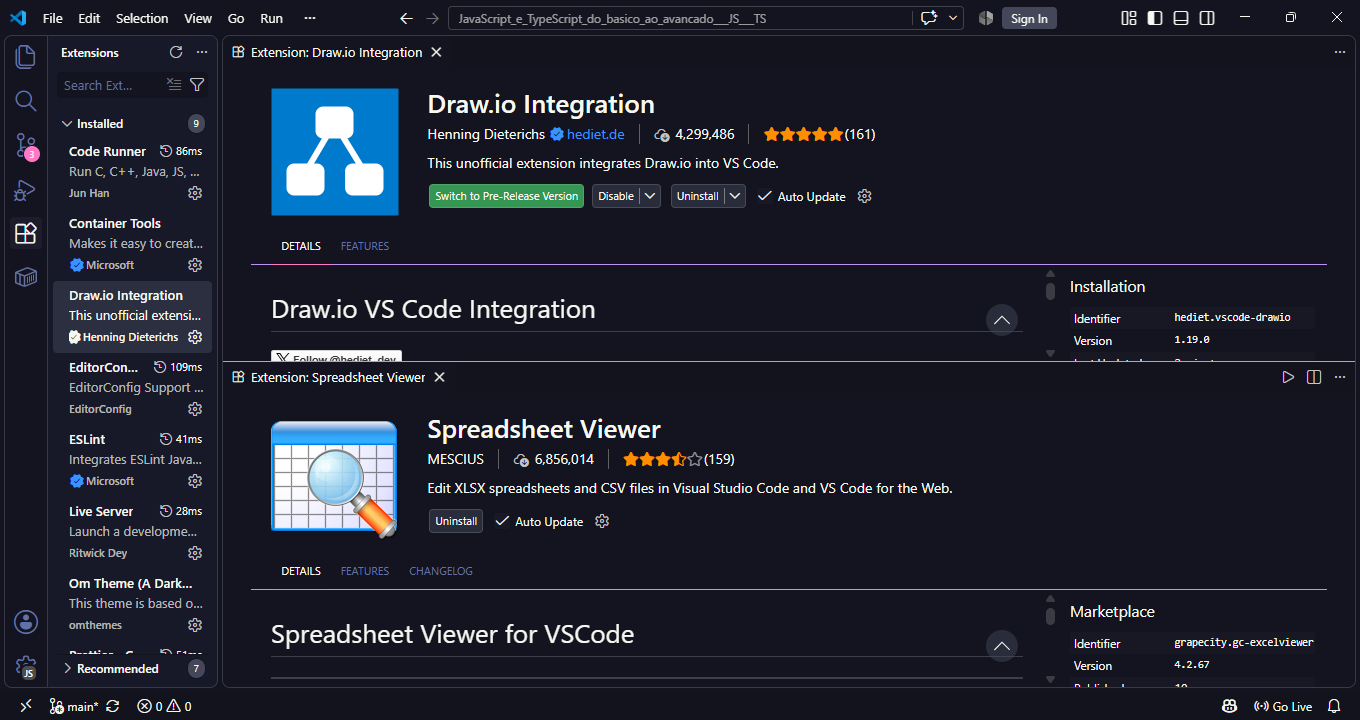 File Edit Selection View Go Run ···
JavaScript_e_TypeScript_do_basico_ao_avancado__JS__TS
Sign In
Extensions
Search Ext...
Installed 9
Code Runner 86ms
Run C, C++, Java, JS, ...
Jun Han
Container Tools
Makes it easy to creat...
Microsoft
Draw.io Integration
This unofficial extensi...
Henning Dieterichs
EditorCon... 109ms
EditorConfig Support ...
EditorConfig
ESLint 41ms
Integrates ESLint Java...
Microsoft
Live Server 28ms
Launch a developme...
Ritwick Dey
Om Theme (A Dark...
This theme is based o...
omthemes
Recommended 7
3
JS
Extension: Draw.io Integration
Draw.io Integration
Henning Dieterichs hediet.de 4,299,486 (161)
This unofficial extension integrates Draw.io into VS Code.
Switch to Pre-Release Version Disable Uninstall Auto Update
DETAILS FEATURES
Draw.io VS Code Integration
Follow @hediet_dev
Installation
Identifier hediet.vscode-drawio
Version 1.19.0
Extension: Spreadsheet Viewer
Spreadsheet Viewer
MESCIUS 6,856,014 (159)
Edit XLSX spreadsheets and CSV files in Visual Studio Code and VS Code for the Web.
Uninstall Auto Update
DETAILS FEATURES CHANGELOG
Spreadsheet Viewer for VSCode
Marketplace
Identifier grapecity.gc-excelviewer
Version 4.2.67
main* 0 0
Go Live